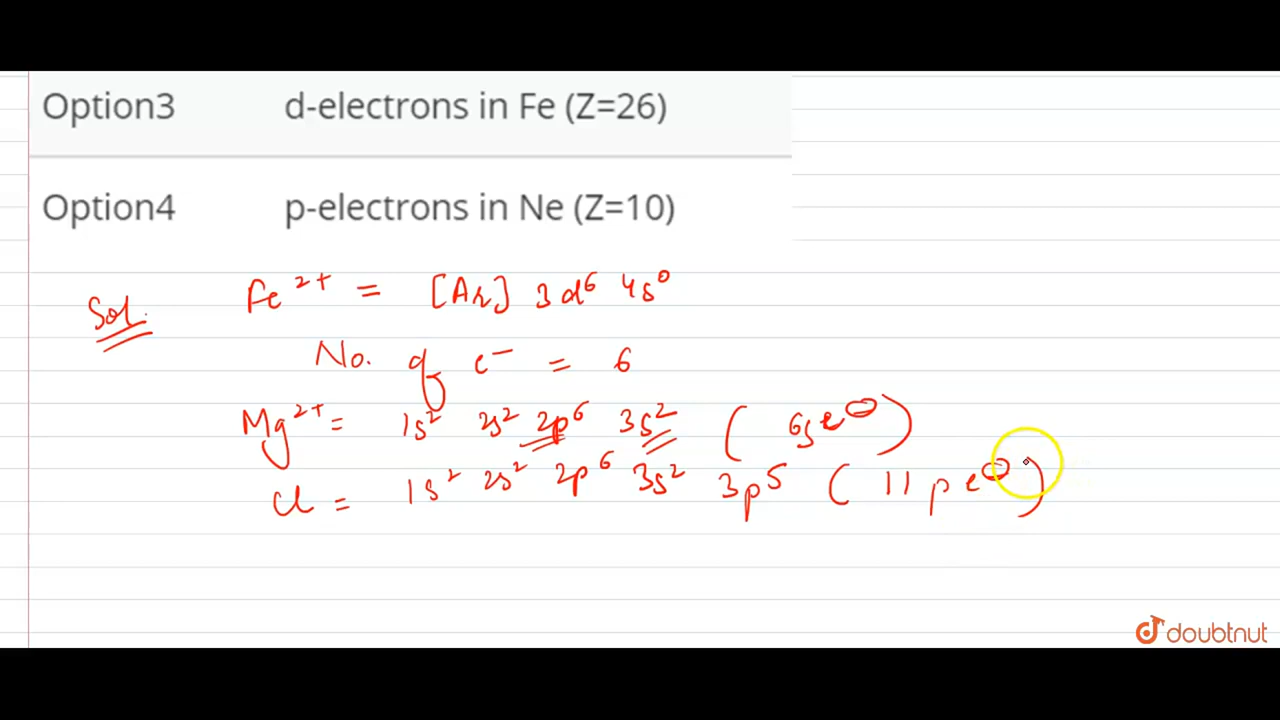 Option3 d-electrons in Fe (Z=26)
Option4 p-electrons in Ne (Z=10)
Sol. Fe²⁺ = [Ar] 3d⁶ 4s⁰
No. of e⁻ = 6
Mg²⁺ = 1s² 2s² 2p⁶ 3s² ( 6s e⊖ )
Cl = 1s² 2s² 2p⁶ 3s² 3p⁵ ( 11 p e⊖ )
doubtnut